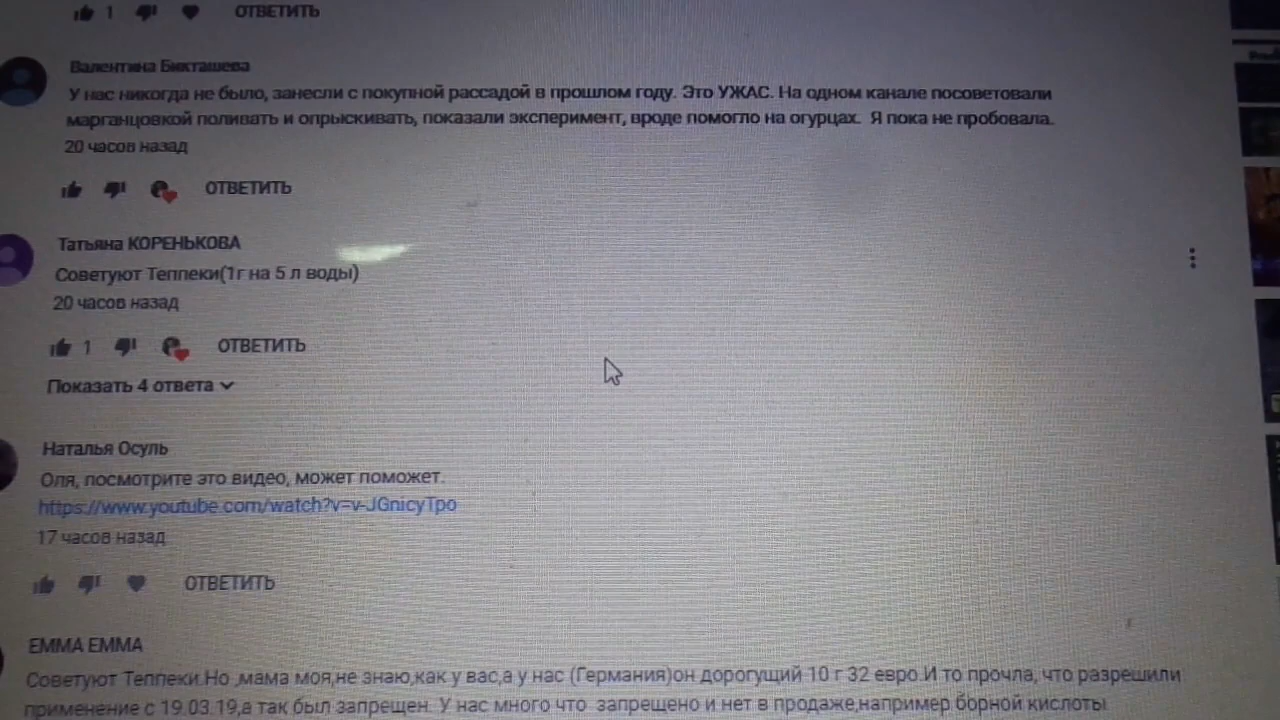 1 ОТВЕТИТЬ
Валентина Бикташева
У нас никогда не было, занесли с покупной рассадой в прошлом году. Это УЖАС. На одном канале посоветовали
марганцовкой поливать и опрыскивать, показали эксперимент, вроде помогло на огурцах. Я пока не пробовала.
20 часов назад
ОТВЕТИТЬ
Татьяна КОРЕНЬКОВА
Советуют Теппеки(1г на 5 л воды)
20 часов назад
1 ОТВЕТИТЬ
Показать 4 ответа
Наталья Осуль
Оля, посмотрите это видео, может поможет.
https://www.youtube.com/watch?v=v-JGnicyTpo
17 часов назад
ОТВЕТИТЬ
EMMA EMMA
Советуют Теппеки.Но ,мама моя,не знаю,как у вас,а у нас (Германия)он дорогущий 10 г 32 евро.И то прочла, что разрешили
применение с 19.03.19,а так был запрещен. У нас много что запрещено и нет в продаже,например борной кислоты